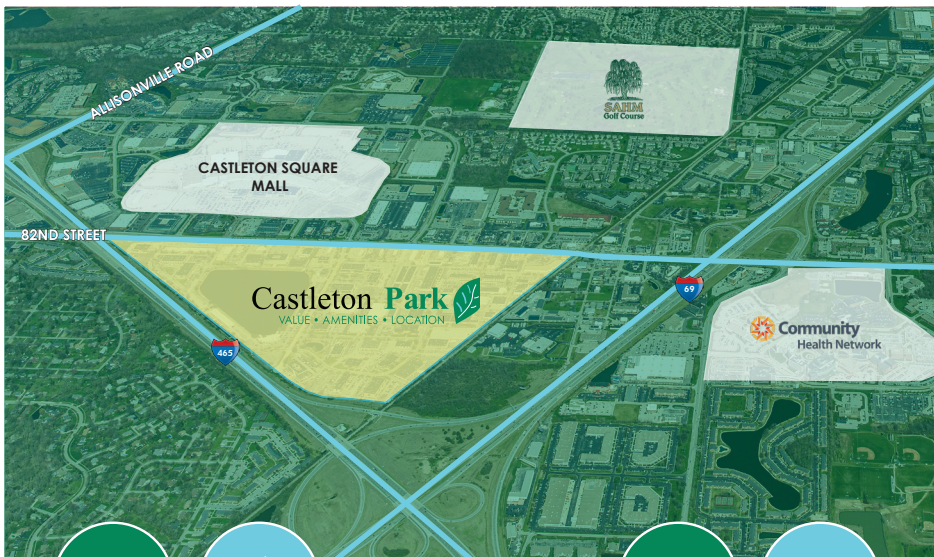 ALLISONVILLE ROAD
SAHM
Golf Course
CASTLETON SQUARE
MALL
82ND STREET
Castleton Park
VALUE • AMENITIES • LOCATION
69
Community
Health Network
465